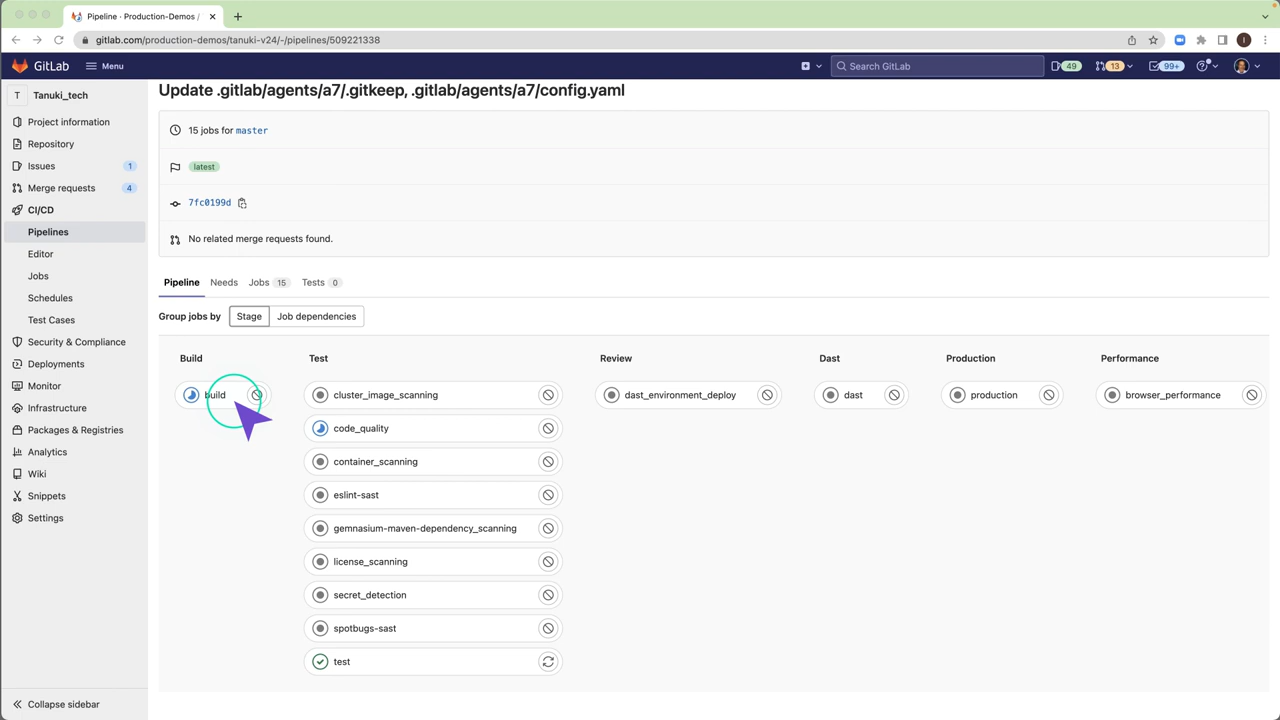 Pipeline · Production-Demos /
gitlab.com/production-demos/tanuki-v24/-/pipelines/509221338
I
GitLab
Menu
Search GitLab
49
13
99+
T
Tanuki_tech
Project information
Repository
Issues
1
Merge requests
4
CI/CD
Pipelines
Editor
Jobs
Schedules
Test Cases
Security & Compliance
Deployments
Monitor
Infrastructure
Packages & Registries
Analytics
Wiki
Snippets
Settings
Collapse sidebar
Update .gitlab/agents/a7/.gitkeep, .gitlab/agents/a7/config.yaml
15 jobs for master
latest
7fc0199d
No related merge requests found.
Pipeline Needs Jobs 15 Tests 0
Group jobs by Stage Job dependencies
Build
build
Test
cluster_image_scanning
code_quality
container_scanning
eslint-sast
gemnasium-maven-dependency_scanning
license_scanning
secret_detection
spotbugs-sast
test
Review
dast_environment_deploy
Dast
dast
Production
production
Performance
browser_performance